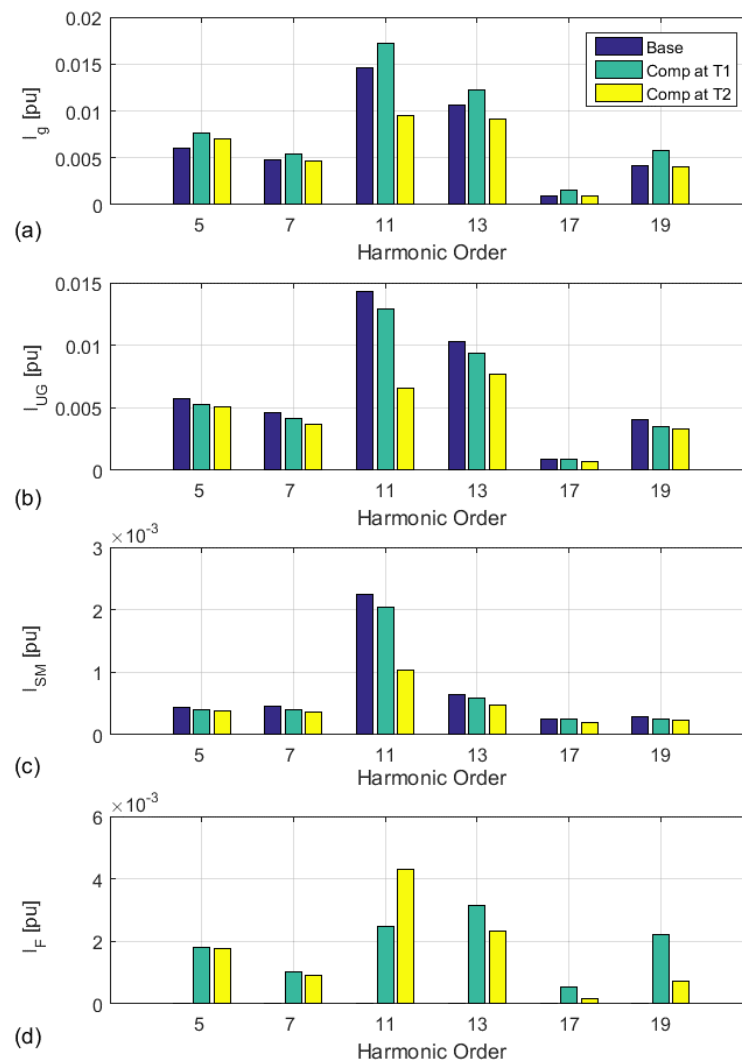 0.02
0.015
0.01
0.005
0
I_g [pu]
Base
Comp at T1
Comp at T2
5 7 11 13 17 19
(a) Harmonic Order
0.015
0.01
0.005
0
I_UG [pu]
5 7 11 13 17 19
(b) Harmonic Order
×10^-3
3
2
1
0
I_SM [pu]
5 7 11 13 17 19
(c) Harmonic Order
×10^-3
6
4
2
0
I_F [pu]
5 7 11 13 17 19
(d) Harmonic Order